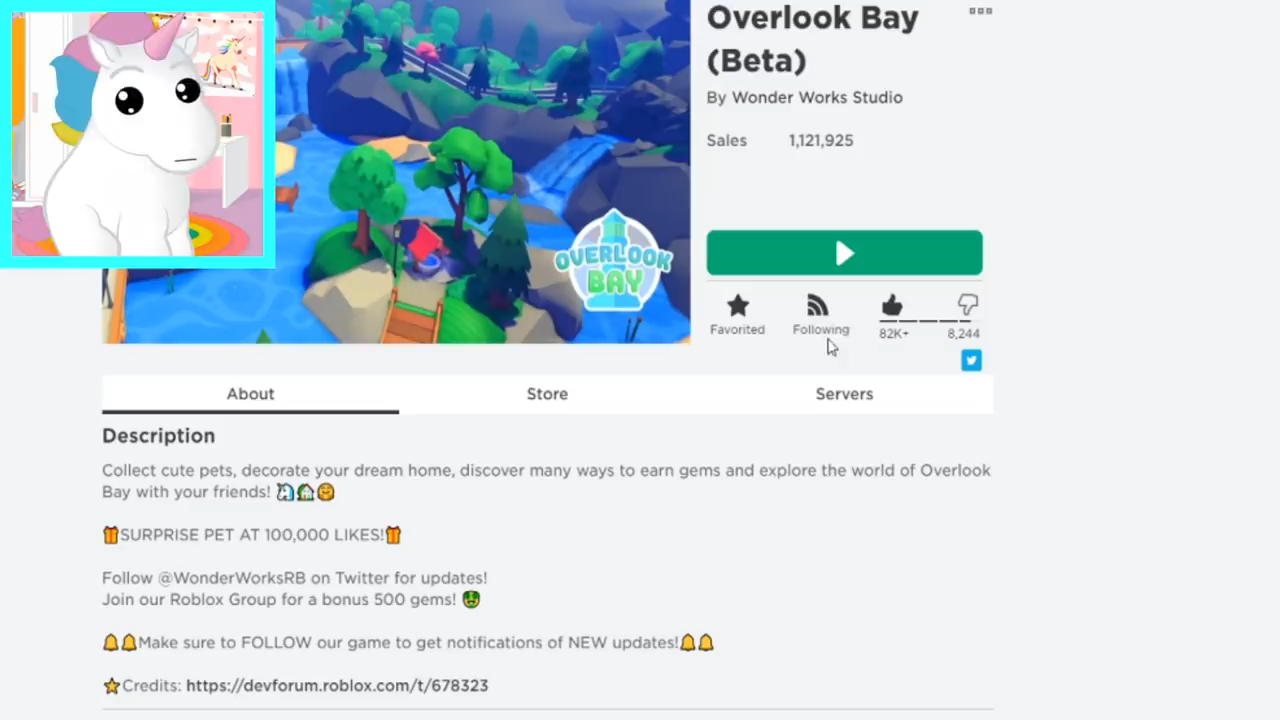 Overlook Bay
(Beta)
By Wonder Works Studio
Sales 1,121,925
OVERLOOK
BAY
Favorited Following 82K+ 8,244
About Store Servers
Description
Collect cute pets, decorate your dream home, discover many ways to earn gems and explore the world of Overlook
Bay with your friends! 🦄🏠🤗
🎁SURPRISE PET AT 100,000 LIKES!🎁
Follow @WonderWorksRB on Twitter for updates!
Join our Roblox Group for a bonus 500 gems! 🤑
🔔🔔Make sure to FOLLOW our game to get notifications of NEW updates!🔔🔔
⭐Credits: https://devforum.roblox.com/t/678323